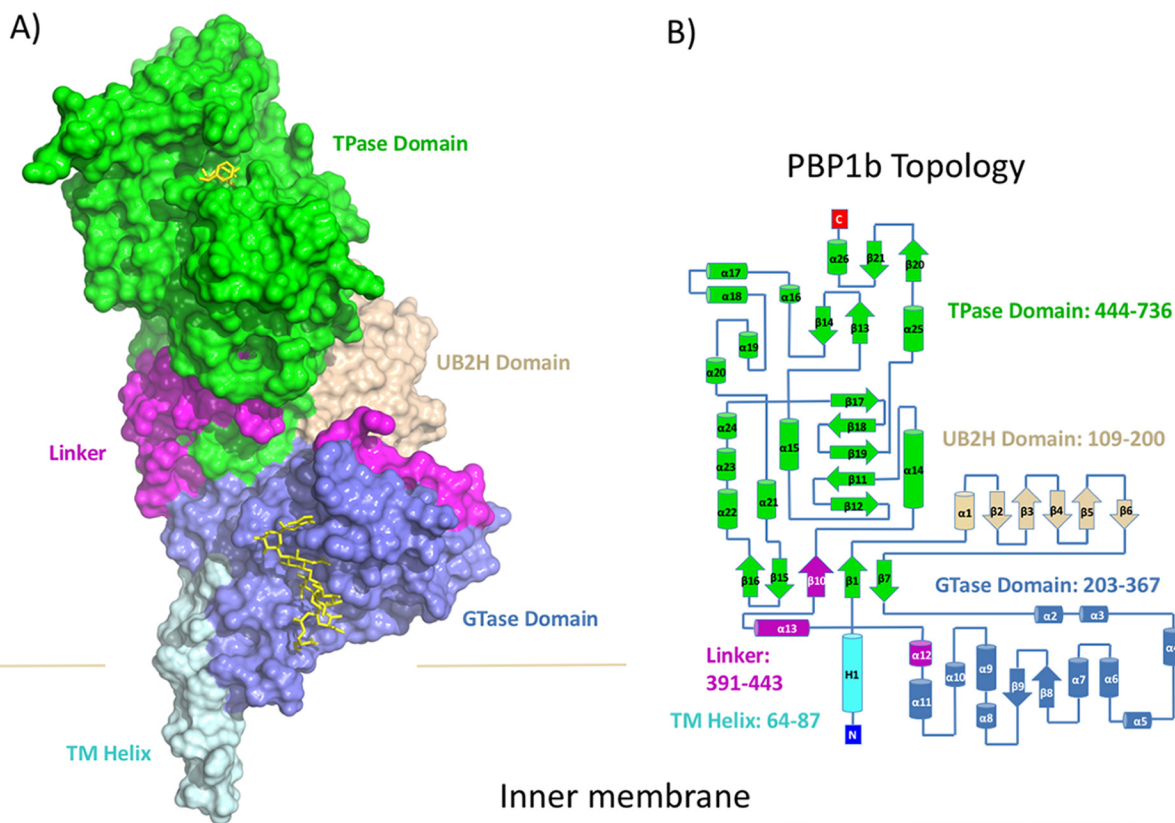 A)
B)
TPase Domain
PBP1b Topology
UB2H Domain
Linker
GTase Domain
TM Helix
C
α26
β21
β20
α17
α18
α16
β14
β13
α25
TPase Domain: 444-736
α19
α20
β17
β18
β19
β11
β12
α24
α23
α22
α21
α15
α14
UB2H Domain: 109-200
α1
β2
β3
β4
β5
β6
β16
β15
β10
β1
β7
GTase Domain: 203-367
α2
α3
α13
Linker:
391-443
H1
α12
α11
α10
α9
α8
β9
β8
α7
α6
α5
TM Helix: 64-87
N
Inner membrane